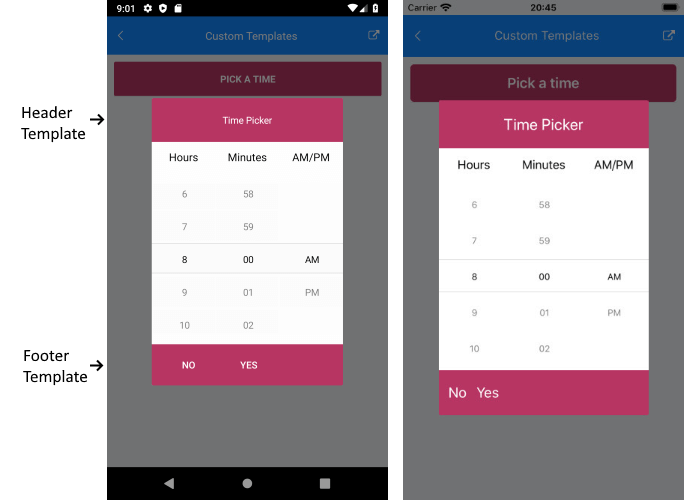 9:01
Custom Templates
PICK A TIME
Header
Template
Time Picker
Hours Minutes AM/PM
6 58
7 59
8 00 AM
9 01 PM
10 02
Footer
Template
NO YES
Carrier 20:45
Custom Templates
Pick a time
Time Picker
Hours Minutes AM/PM
6 58
7 59
8 00 AM
9 01 PM
10 02
No Yes